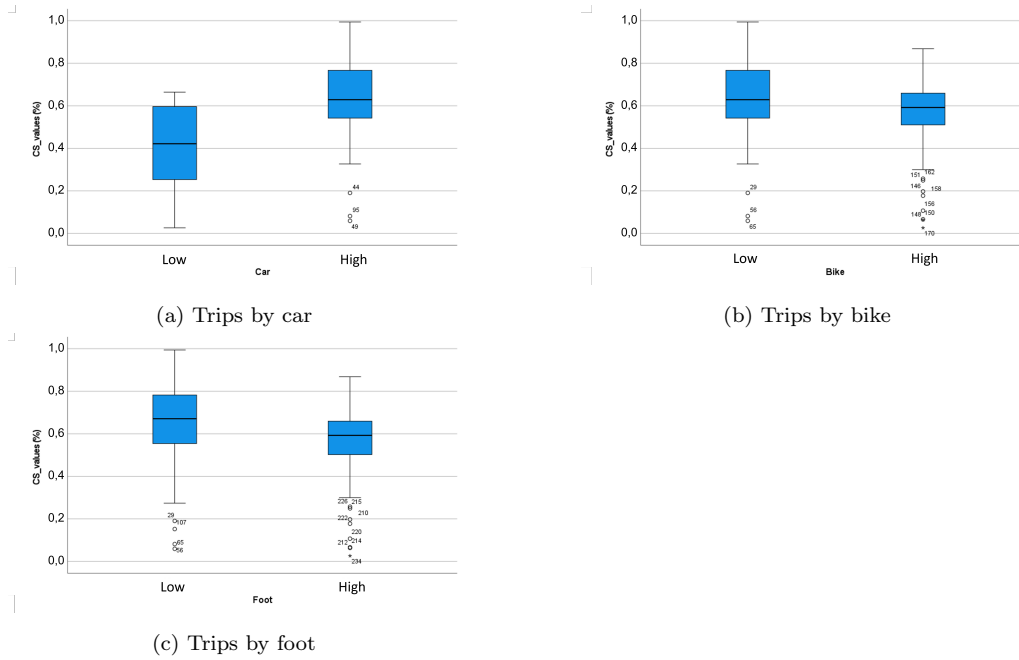 1,0
0,8
0,6
0,4
0,2
0,0
CS_values (%)
44
95
49
Low
High
Car
(a) Trips by car
1,0
0,8
0,6
0,4
0,2
0,0
CS_values (%)
29
56
65
151
162
146
158
156
148
150
170
Low
High
Bike
(b) Trips by bike
1,0
0,8
0,6
0,4
0,2
0,0
CS_values (%)
29
107
65
56
226
215
210
222
220
212
214
234
Low
High
Foot
(c) Trips by foot